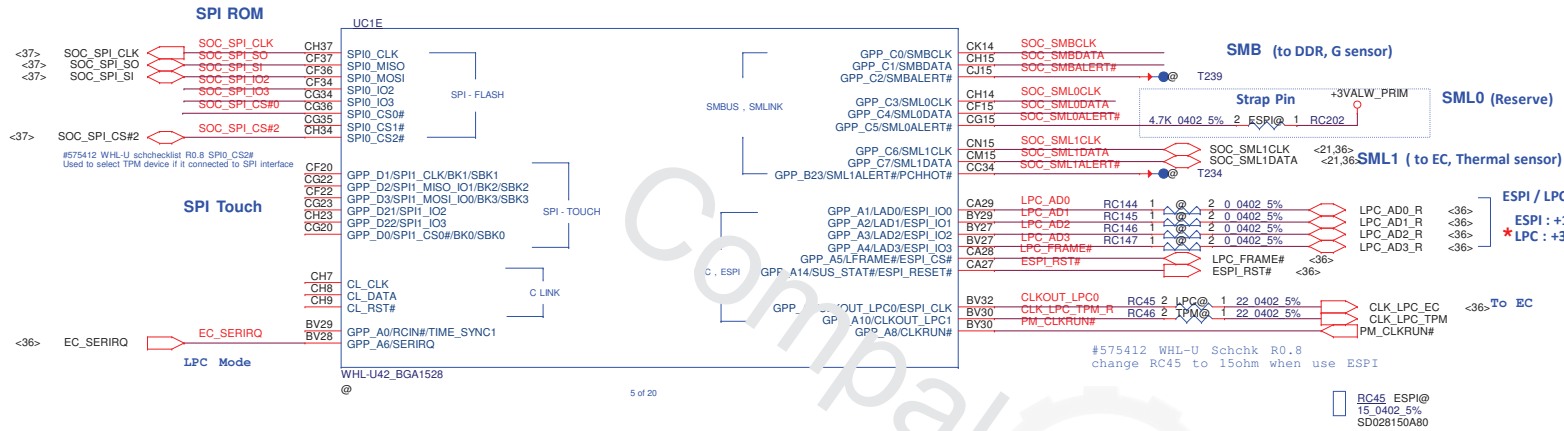 SPI ROM
UC1E
<37> SOC_SPI_CLK SOC_SPI_CLK CH37 SPI0_CLK
<37> SOC_SPI_SO SOC_SPI_SO CF37 SPI0_MISO
<37> SOC_SPI_SI SOC_SPI_SI CF36 SPI0_MOSI
SOC_SPI_IO2 CF34 SPI0_IO2
SOC_SPI_IO3 CG34 SPI0_IO3
SOC_SPI_CS#0 CG36 SPI0_CS0#
CG35 SPI0_CS1#
<37> SOC_SPI_CS#2 SOC_SPI_CS#2 CH34 SPI0_CS2#
SPI - FLASH
#575412 WHL-U schchecklist R0.8 SPI0_CS2#
Used to select TPM device if it connected to SPI interface
SPI Touch
CF20 GPP_D1/SPI1_CLK/BK1/SBK1
CG22 GPP_D2/SPI1_MISO_IO1/BK2/SBK2
CF22 GPP_D3/SPI1_MOSI_IO0/BK3/SBK3
CG23 GPP_D21/SPI1_IO2
CH23 GPP_D22/SPI1_IO3
CG20 GPP_D0/SPI1_CS0#/BK0/SBK0
SPI - TOUCH
CH7 CL_CLK
CH8 CL_DATA
CH9 CL_RST#
C LINK
BV29 GPP_A0/RCIN#/TIME_SYNC1
<36> EC_SERIRQ EC_SERIRQ BV28 GPP_A6/SERIRQ
LPC Mode
WHL-U42_BGA1528
@
5 of 20
SMBUS , SMLINK
GPP_C0/SMBCLK CK14 SOC_SMBCLK
GPP_C1/SMBDATA CH15 SOC_SMBDATA
GPP_C2/SMBALERT# CJ15 SOC_SMBALERT# @ T239
SMB (to DDR, G sensor)
GPP_C3/SML0CLK CH14 SOC_SML0CLK
GPP_C4/SML0DATA CF15 SOC_SML0DATA
GPP_C5/SML0ALERT# CG15 SOC_SML0ALERT# 4.7K_0402_5% 2 ESPI@ 1 RC202
Strap Pin
+3VALW_PRIM
SML0 (Reserve)
GPP_C6/SML1CLK CN15 SOC_SML1CLK SOC_SML1CLK <21,36>
GPP_C7/SML1DATA CM15 SOC_SML1DATA SOC_SML1DATA <21,36>
GPP_B23/SML1ALERT#/PCHHOT# CC34 SOC_SML1ALERT# @ T234
SML1 ( to EC, Thermal sensor)
C , ESPI
GPP_A1/LAD0/ESPI_IO0 CA29 LPC_AD0 RC144 1 @ 2 0_0402_5% LPC_AD0_R <36>
GPP_A2/LAD1/ESPI_IO1 BY29 LPC_AD1 RC145 1 @ 2 0_0402_5% LPC_AD1_R <36>
GPP_A3/LAD2/ESPI_IO2 BY27 LPC_AD2 RC146 1 @ 2 0_0402_5% LPC_AD2_R <36>
GPP_A4/LAD3/ESPI_IO3 BV27 LPC_AD3 RC147 1 @ 2 0_0402_5% LPC_AD3_R <36>
GPP_A5/LFRAME#/ESPI_CS# CA28 LPC_FRAME# LPC_FRAME# <36>
GPP_A14/SUS_STAT#/ESPI_RESET# CA27 ESPI_RST# ESPI_RST# <36>
ESPI / LPC
ESPI : +
* LPC : +3
GPP_ KOUT_LPC0/ESPI_CLK BV32 CLKOUT_LPC0 RC45 2 LPC@ 1 22_0402_5% CLK_LPC_EC <36>
GPP_A10/CLKOUT_LPC1 BV30 CLK_LPC_TPM_R RC46 2 TPM@ 1 22_0402_5% CLK_LPC_TPM
GPP_A8/CLKRUN# BY30 PM_CLKRUN# PM_CLKRUN#
To EC
#575412 WHL-U Schchk R0.8
change RC45 to 15ohm when use ESPI
RC45 ESPI@
15_0402_5%
SD028150A80
Compal